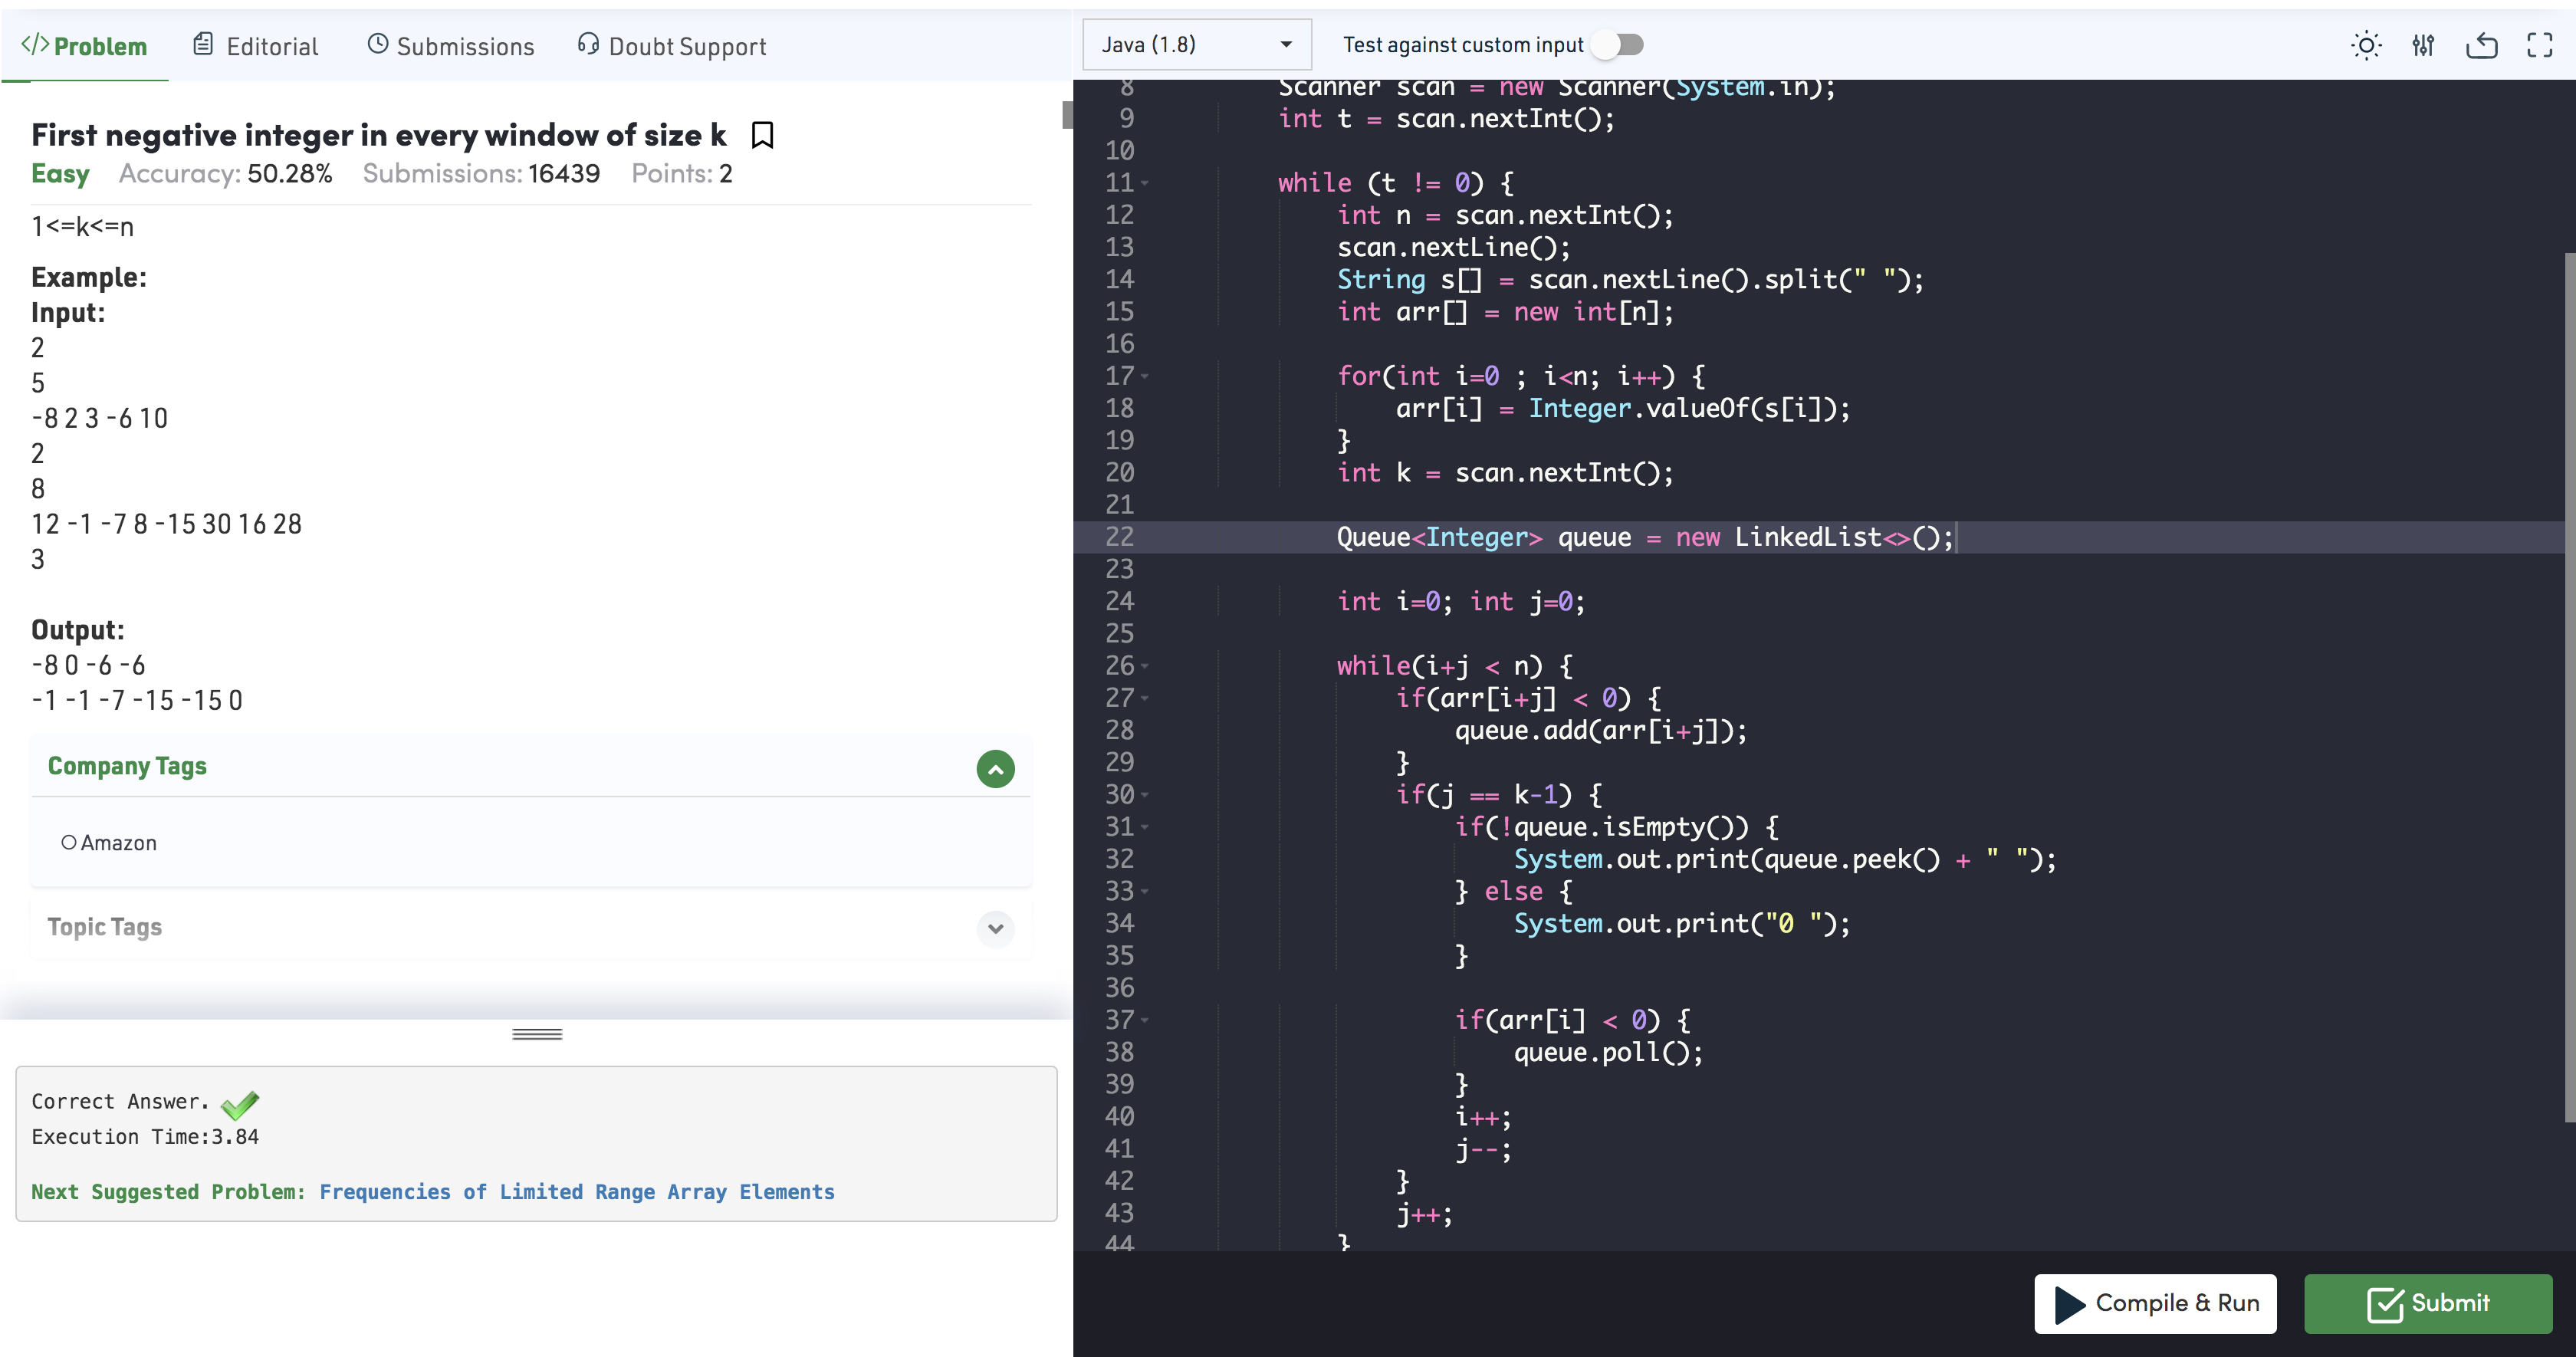 </> Problem Editorial Submissions Doubt Support
First negative integer in every window of size k
Easy Accuracy: 50.28% Submissions: 16439 Points: 2
1<=k<=n
Example:
Input:
2
5
-8 2 3 -6 10
2
8
12 -1 -7 8 -15 30 16 28
3
Output:
-8 0 -6 -6
-1 -1 -7 -15 -15 0
Company Tags
Amazon
Topic Tags
Correct Answer.
Execution Time:3.84
Next Suggested Problem: Frequencies of Limited Range Array Elements
Java (1.8) Test against custom input
8 Scanner scan = new Scanner(System.in);
9 int t = scan.nextInt();
10
11 while (t != 0) {
12 int n = scan.nextInt();
13 scan.nextLine();
14 String s[] = scan.nextLine().split(" ");
15 int arr[] = new int[n];
16
17 for(int i=0 ; i<n; i++) {
18 arr[i] = Integer.valueOf(s[i]);
19 }
20 int k = scan.nextInt();
21
22 Queue<Integer> queue = new LinkedList<>();
23
24 int i=0; int j=0;
25
26 while(i+j < n) {
27 if(arr[i+j] < 0) {
28 queue.add(arr[i+j]);
29 }
30 if(j == k-1) {
31 if(!queue.isEmpty()) {
32 System.out.print(queue.peek() + " ");
33 } else {
34 System.out.print("0 ");
35 }
36
37 if(arr[i] < 0) {
38 queue.poll();
39 }
40 i++;
41 j--;
42 }
43 j++;
44 }
Compile & Run Submit